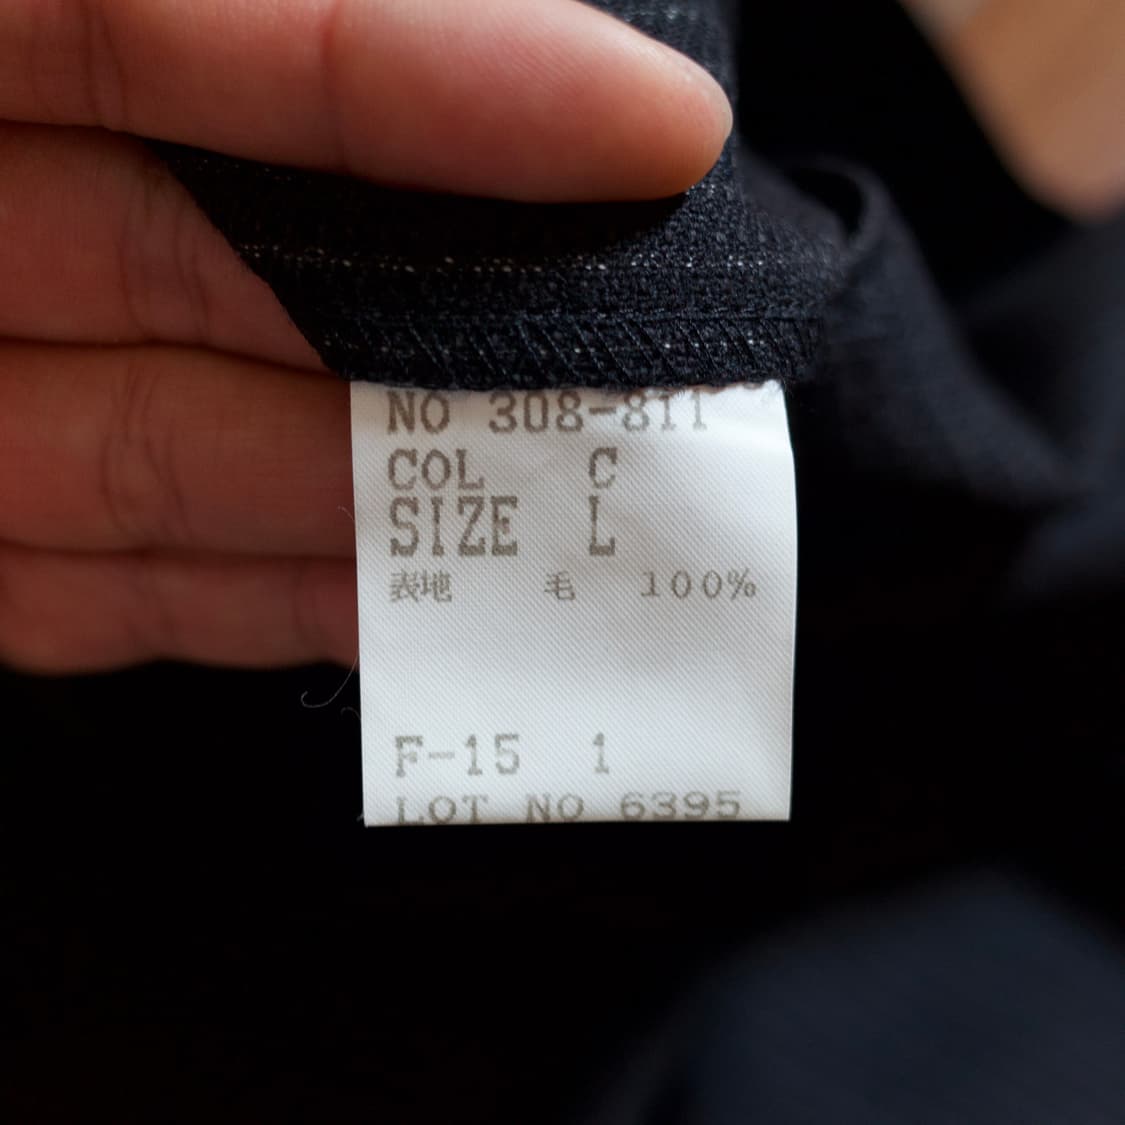 NO 308-811
COL C
SIZE L
表地 毛 100%
F-15 1
LOT NO 6395